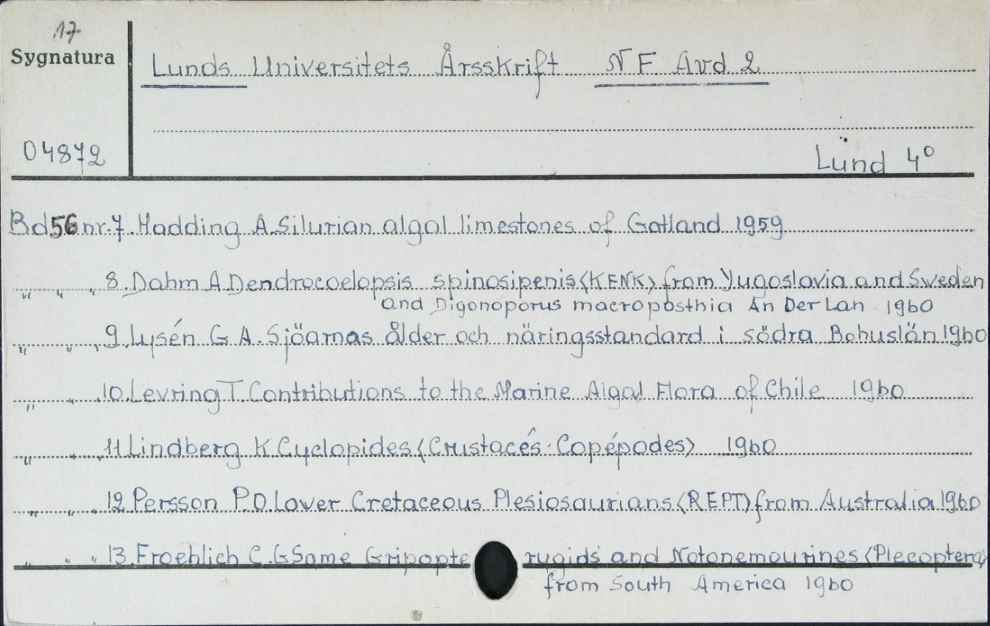 17
Sygnatura
Lunds Universitets Årsskrift NF Avd 2
04872
Lund 4°
Bd 56 nr. 7. Hadding A. Silurian algal limestones of Gotland 1959
" " " 8. Dahm A Dendrocoelopsis spinosipenis (KENK) from Yugoslavia and Sweden
and Digonoporus macroposthia An Der Lan 1960
" " " 9. Lysén G A. Sjöarnas ålder och näringsstandard i södra Bohuslän 1960
" " 10. Levring T. Contributions to the Marine Algal Flora of Chile 1960
" " 11 Lindberg K Cyclopides (Crustacés Copépodes) 1960
" " 12 Persson P.O. Lover Cretaceous Plesiosaurians (REPT) from Australia 1960
" " 13. Froehlich C.G Some Gripopte rugids and Notonemourines (Plecoptera)
from South America 1960